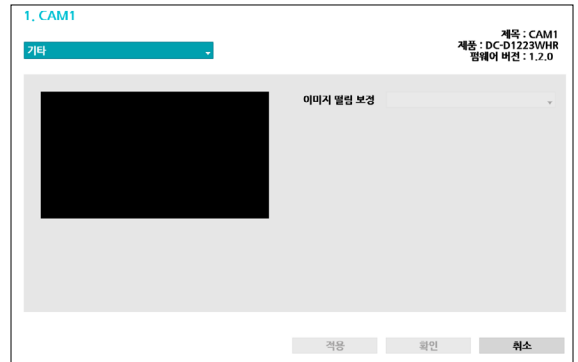 1. CAM1
제목 : CAM1
제품 : DC-D1223WHR
펌웨어 버전 : 1.2.0
기타
이미지 떨림 보정
적용
확인
취소